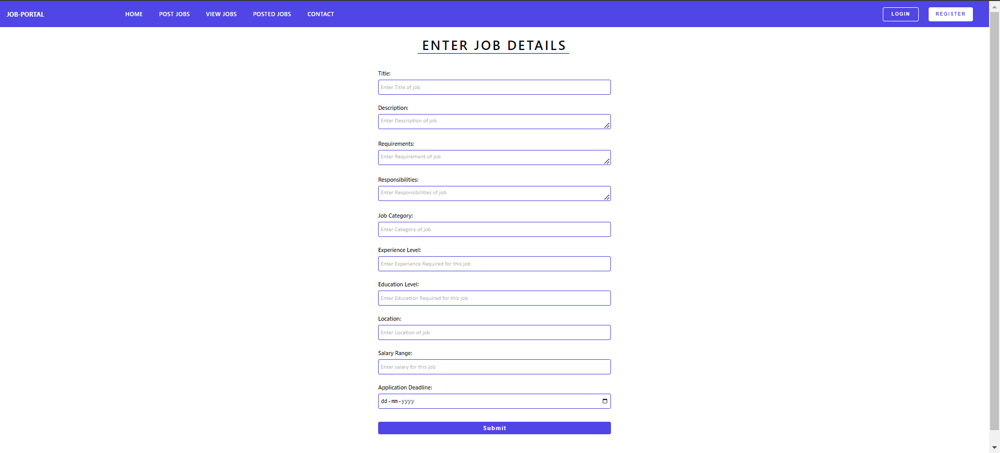 JOB-PORTAL HOME POST JOBS VIEW JOBS POSTED JOBS CONTACT LOGIN REGISTER
ENTER JOB DETAILS
Title:
Enter Title of job
Description:
Enter Description of job
Requirements:
Enter Requirement of job
Responsibilities:
Enter Responsibilities of job
Job Category:
Enter Category of job
Experience Level:
Enter Experience Required for this job
Education Level:
Enter Education Required for this job
Location:
Enter Location of job
Salary Range:
Enter salary for this job
Application Deadline:
dd-mm-yyyy
Submit